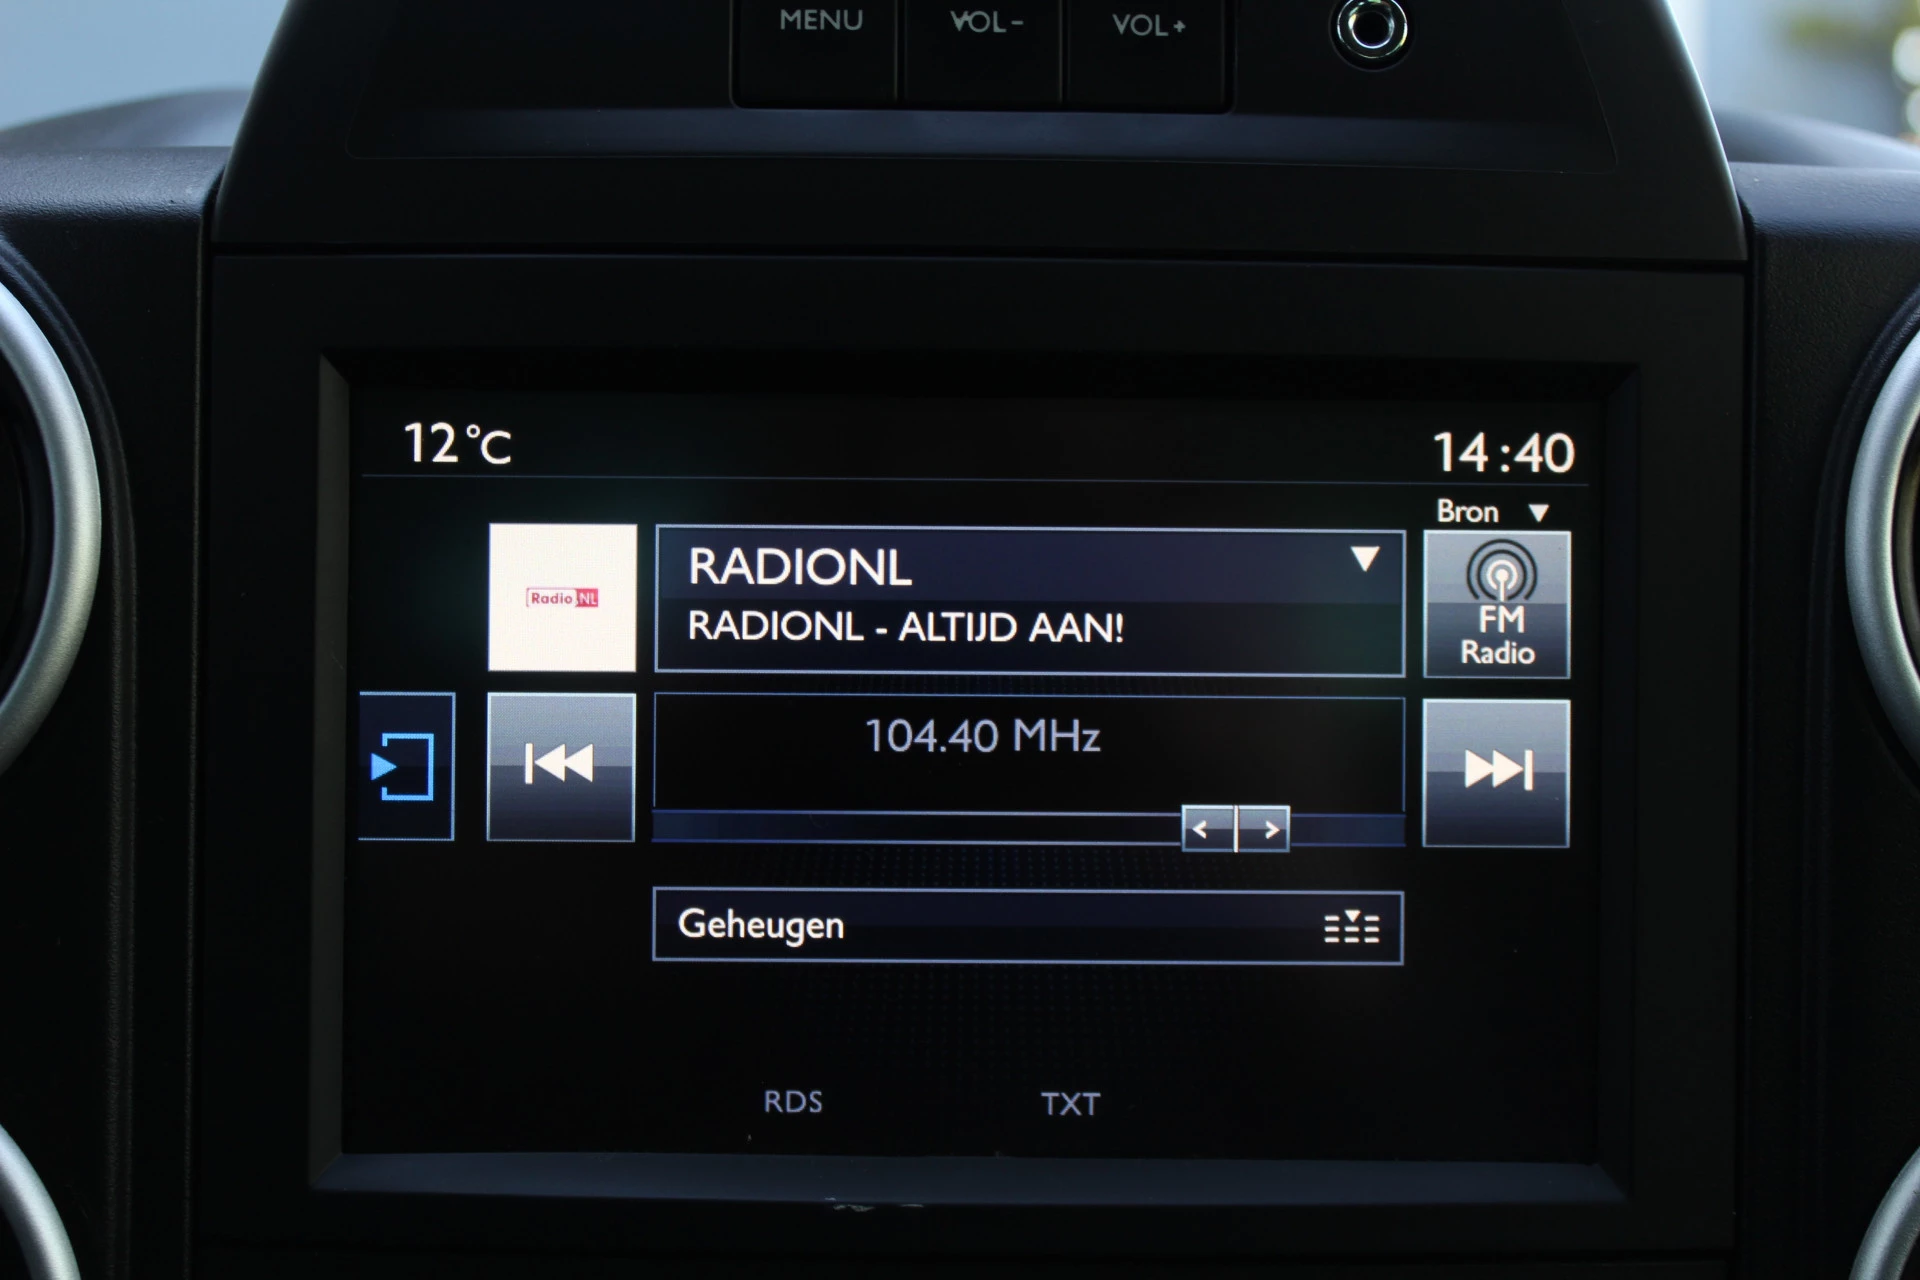 MENU VOL- VOL+
12°C 14:40
Bron
Radio NL
RADIONL
RADIONL - ALTIJD AAN!
FM
Radio
104.40 MHz
< >
Geheugen
RDS TXT